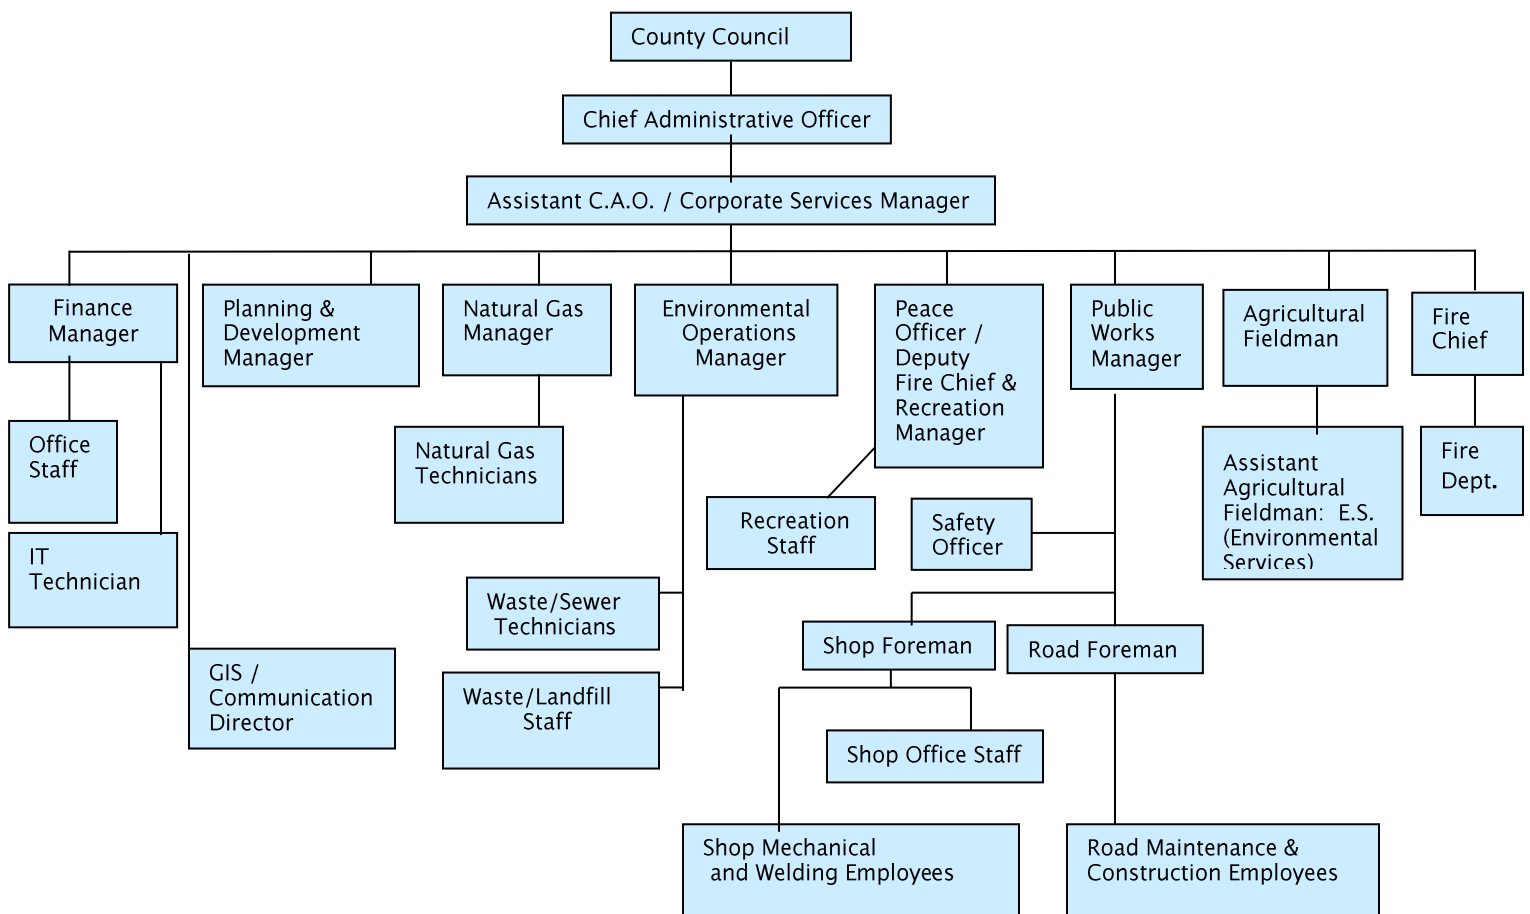 County Council
Chief Administrative Officer
Assistant C.A.O. / Corporate Services Manager
Finance
Manager
Planning &
Development
Manager
Natural Gas
Manager
Environmental
Operations
Manager
Peace
Officer /
Deputy
Fire Chief &
Recreation
Manager
Public
Works
Manager
Agricultural
Fieldman
Fire
Chief
Office
Staff
Natural Gas
Technicians
Assistant
Agricultural
Fieldman: E.S.
(Environmental
Services)
Fire
Dept.
Recreation
Staff
Safety
Officer
IT
Technician
Waste/Sewer
Technicians
Shop Foreman
Road Foreman
GIS /
Communication
Director
Waste/Landfill
Staff
Shop Office Staff
Shop Mechanical
and Welding Employees
Road Maintenance &
Construction Employees